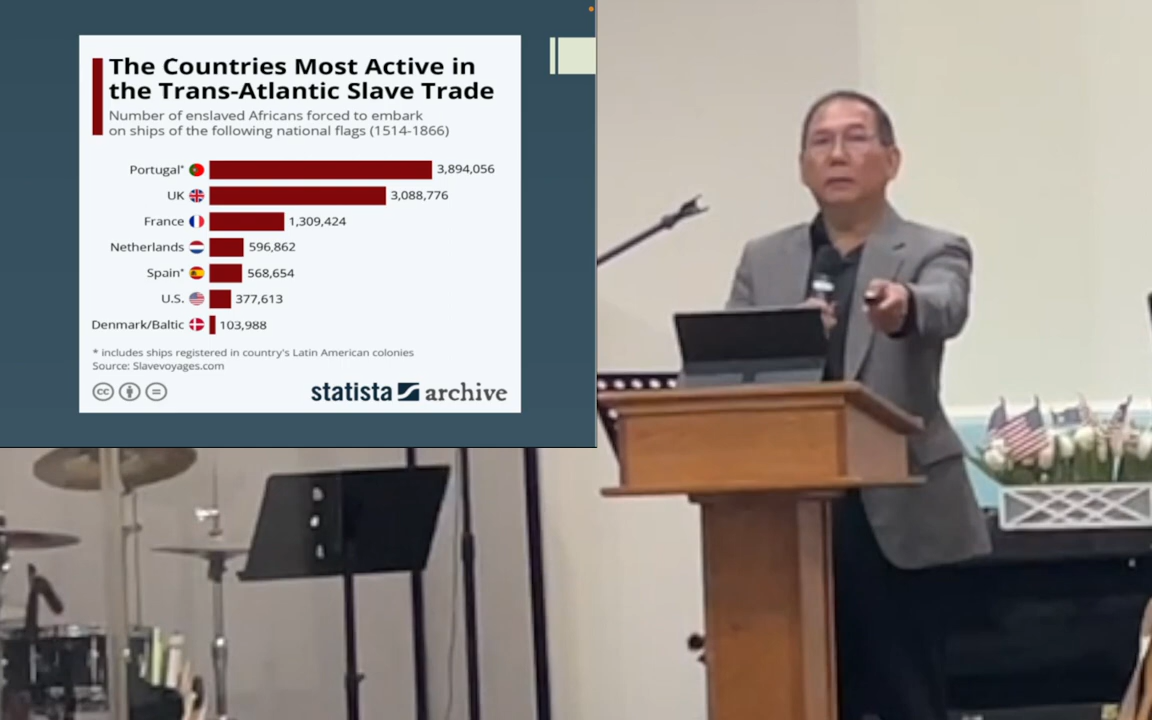 The Countries Most Active in
the Trans-Atlantic Slave Trade
Number of enslaved Africans forced to embark
on ships of the following national flags (1514-1866)
Portugal* 3,894,056
UK 3,088,776
France 1,309,424
Netherlands 596,862
Spain* 568,654
U.S. 377,613
Denmark/Baltic 103,988
* includes ships registered in country's Latin American colonies
Source: Slavevoyages.com
cc =
statista archive